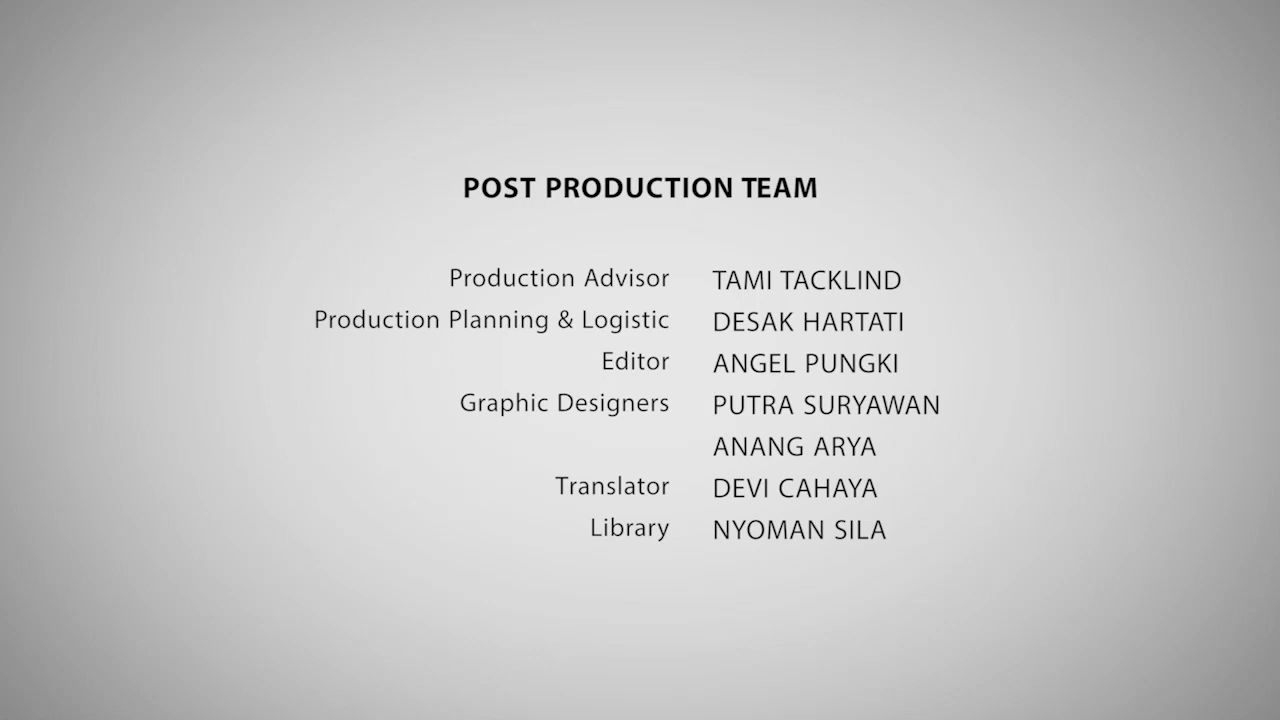 POST PRODUCTION TEAM
Production Advisor TAMI TACKLIND
Production Planning & Logistic DESAK HARTATI
Editor ANGEL PUNGKI
Graphic Designers PUTRA SURYAWAN
ANANG ARYA
Translator DEVI CAHAYA
Library NYOMAN SILA